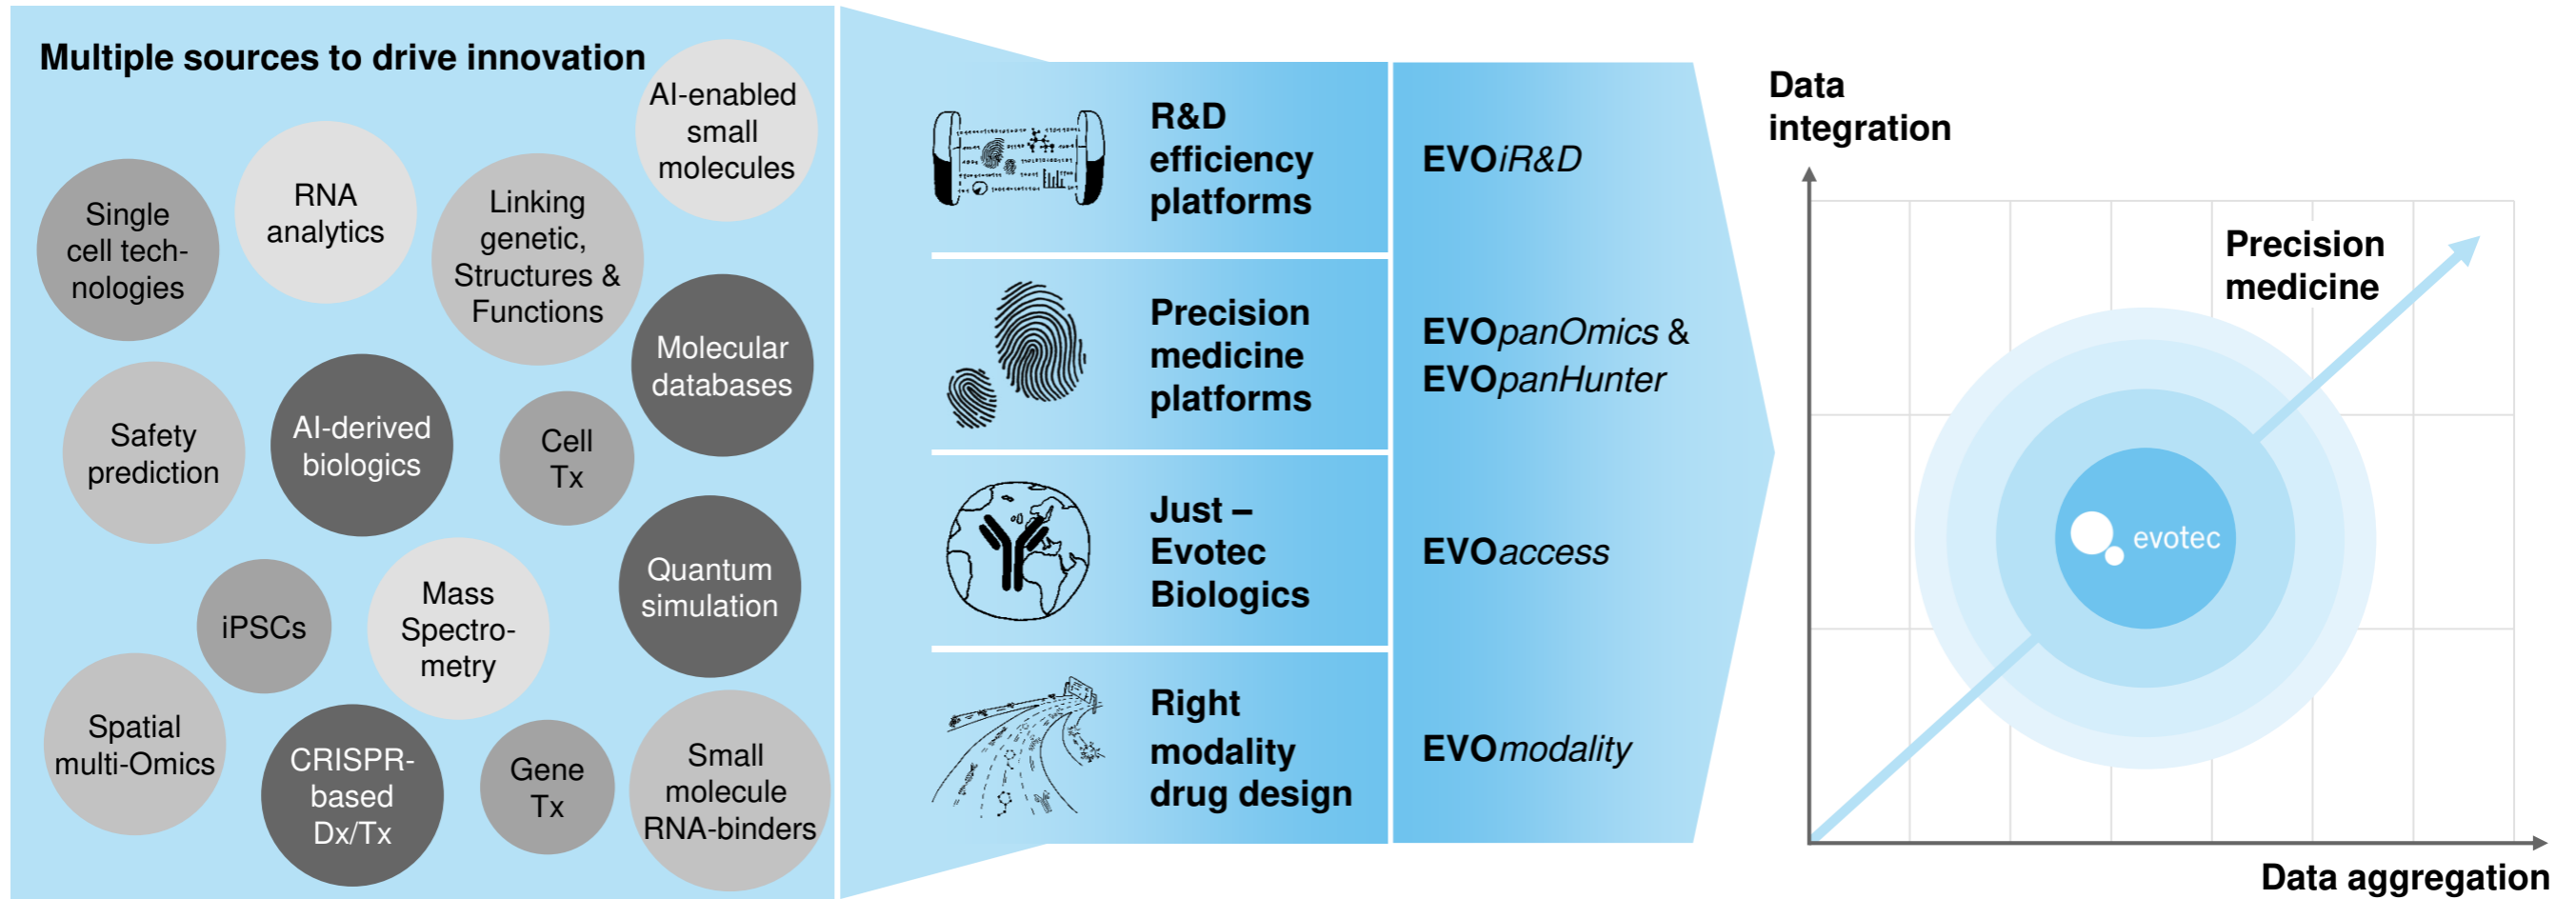 Multiple sources to drive innovation
AI-enabled
small
molecules
RNA
analytics
Linking
genetic,
Structures &
Functions
Single
cell tech-
nologies
Molecular
databases
Safety
prediction
AI-derived
biologics
Cell
Tx
Quantum
simulation
iPSCs
Mass
Spectro-
metry
Spatial
multi-Omics
CRISPR-
based
Dx/Tx
Gene
Tx
Small
molecule
RNA-binders
R&D
efficiency
platforms
EVOiR&D
Precision
medicine
platforms
EVOpanOmics &
EVOpanHunter
Just –
Evotec
Biologics
EVOaccess
Right
modality
drug design
EVOmodality
Data
integration
Precision
medicine
evotec
Data aggregation